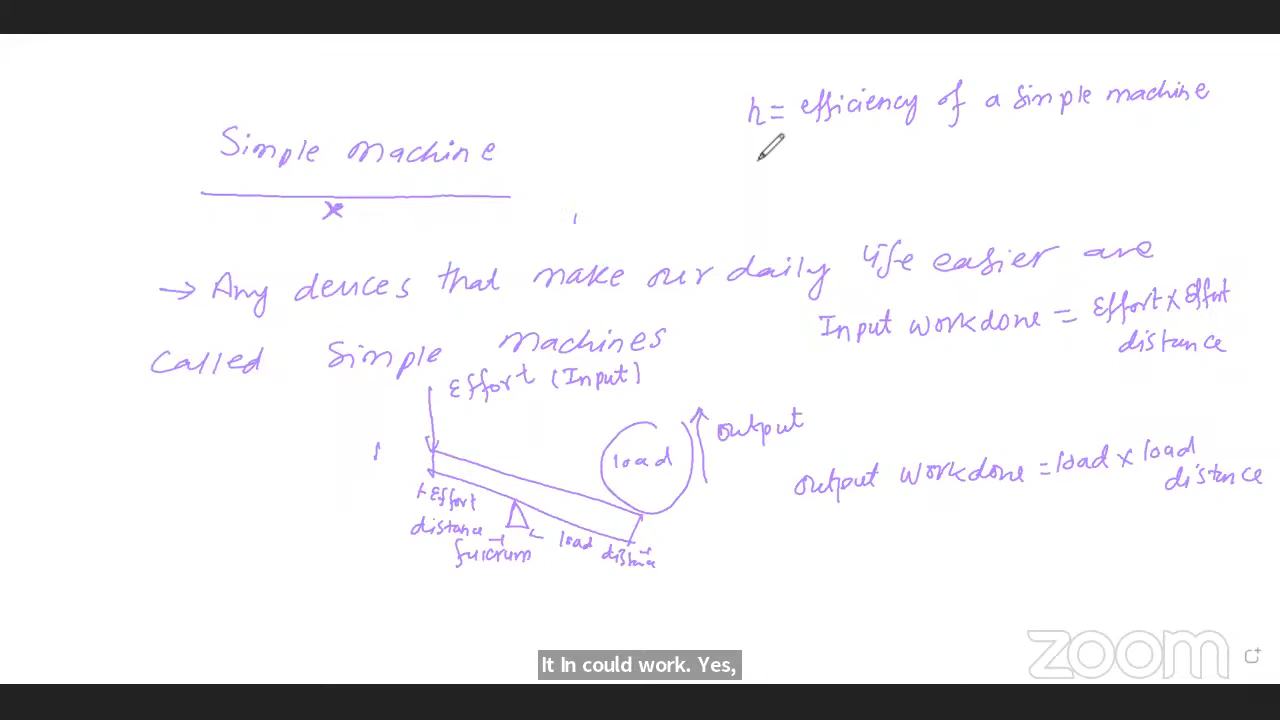 h = efficiency of a simple machine
Simple machine
→ Any devices that make our daily life easier are
Called Simple machines
Input workdone = Effort x Effort
distance
Effort (Input)
load
output
output workdone = load x load
distance
Effort
distance
fulcrum
load distance
It In could work. Yes,
zoom